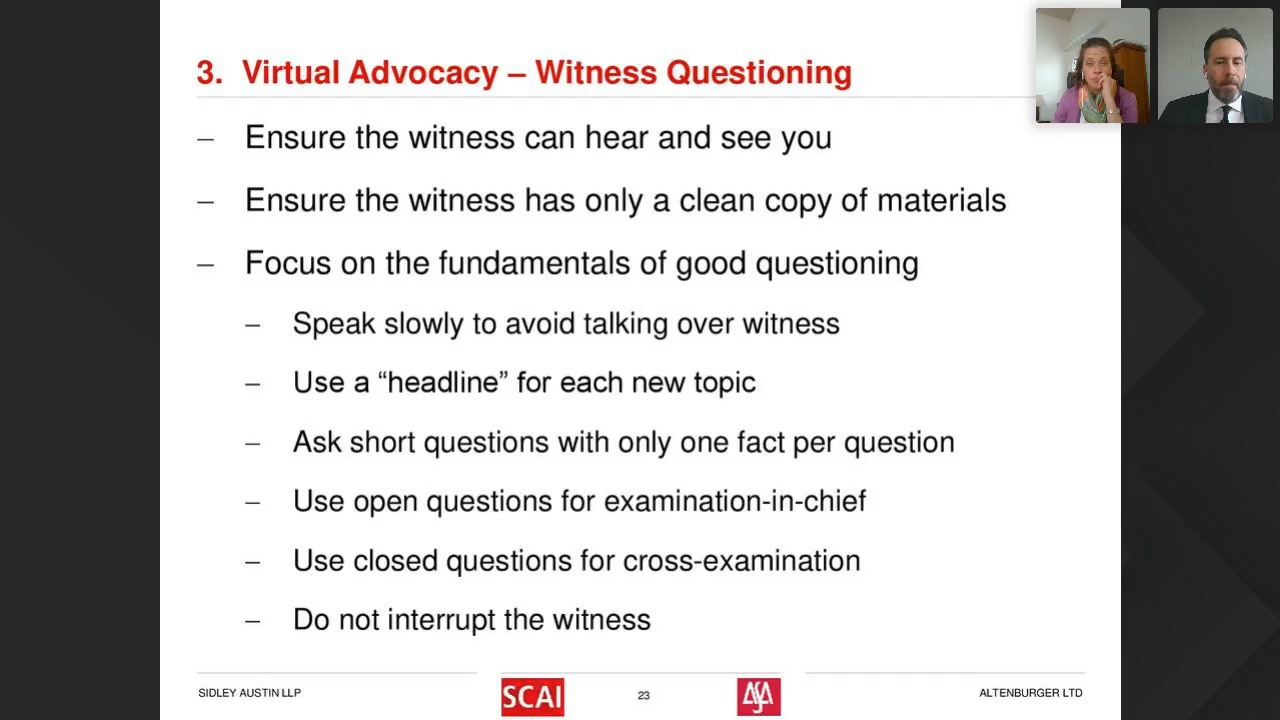 3. Virtual Advocacy – Witness Questioning
– Ensure the witness can hear and see you
– Ensure the witness has only a clean copy of materials
– Focus on the fundamentals of good questioning
– Speak slowly to avoid talking over witness
– Use a “headline” for each new topic
– Ask short questions with only one fact per question
– Use open questions for examination-in-chief
– Use closed questions for cross-examination
– Do not interrupt the witness
SIDLEY AUSTIN LLP
SCAI
23
ASA
ALTENBURGER LTD